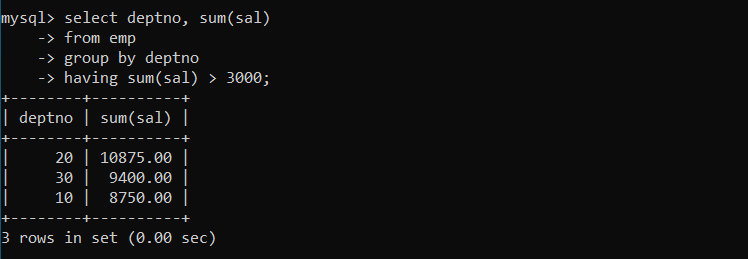 mysql> select deptno, sum(sal)
    -> from emp
    -> group by deptno
    -> having sum(sal) > 3000;
+--------+----------+
| deptno | sum(sal) |
+--------+----------+
|     20 | 10875.00 |
|     30 |  9400.00 |
|     10 |  8750.00 |
+--------+----------+
3 rows in set (0.00 sec)